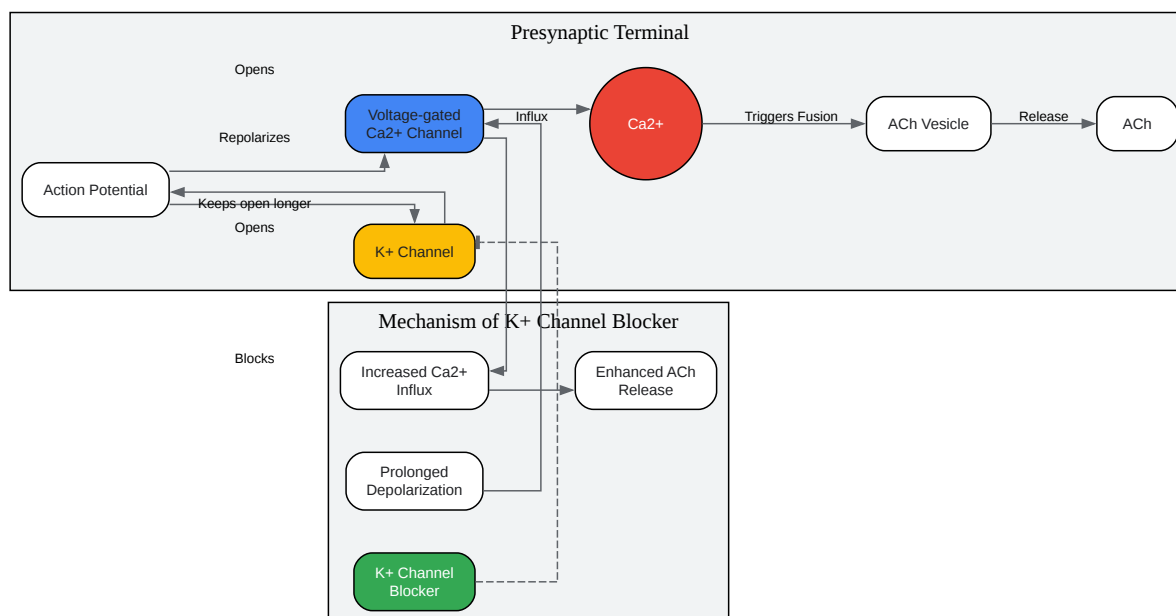 Presynaptic Terminal
Opens
Voltage-gated
Ca2+ Channel
Influx
Ca2+
Triggers Fusion
ACh Vesicle
Release
ACh
Repolarizes
Action Potential
Keeps open longer
Opens
K+ Channel
Mechanism of K+ Channel Blocker
Blocks
Increased Ca2+
Influx
Enhanced ACh
Release
Prolonged
Depolarization
K+ Channel
Blocker